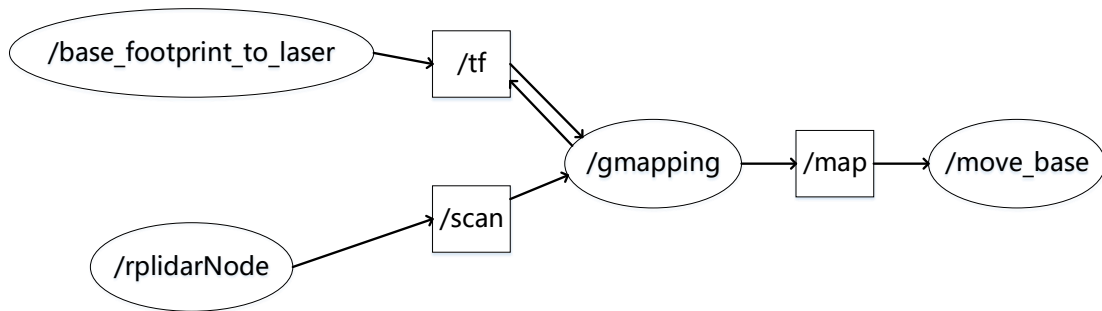 /base_footprint_to_laser
/tf
/gmapping
/map
/move_base
/scan
/rplidarNode